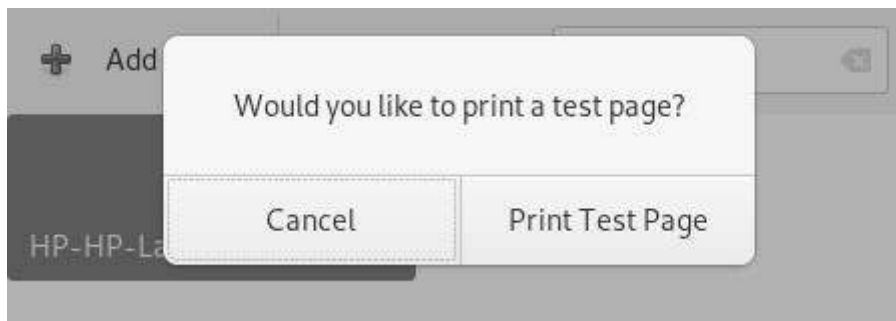 Add
Would you like to print a test page?
Cancel
Print Test Page
HP-HP-La